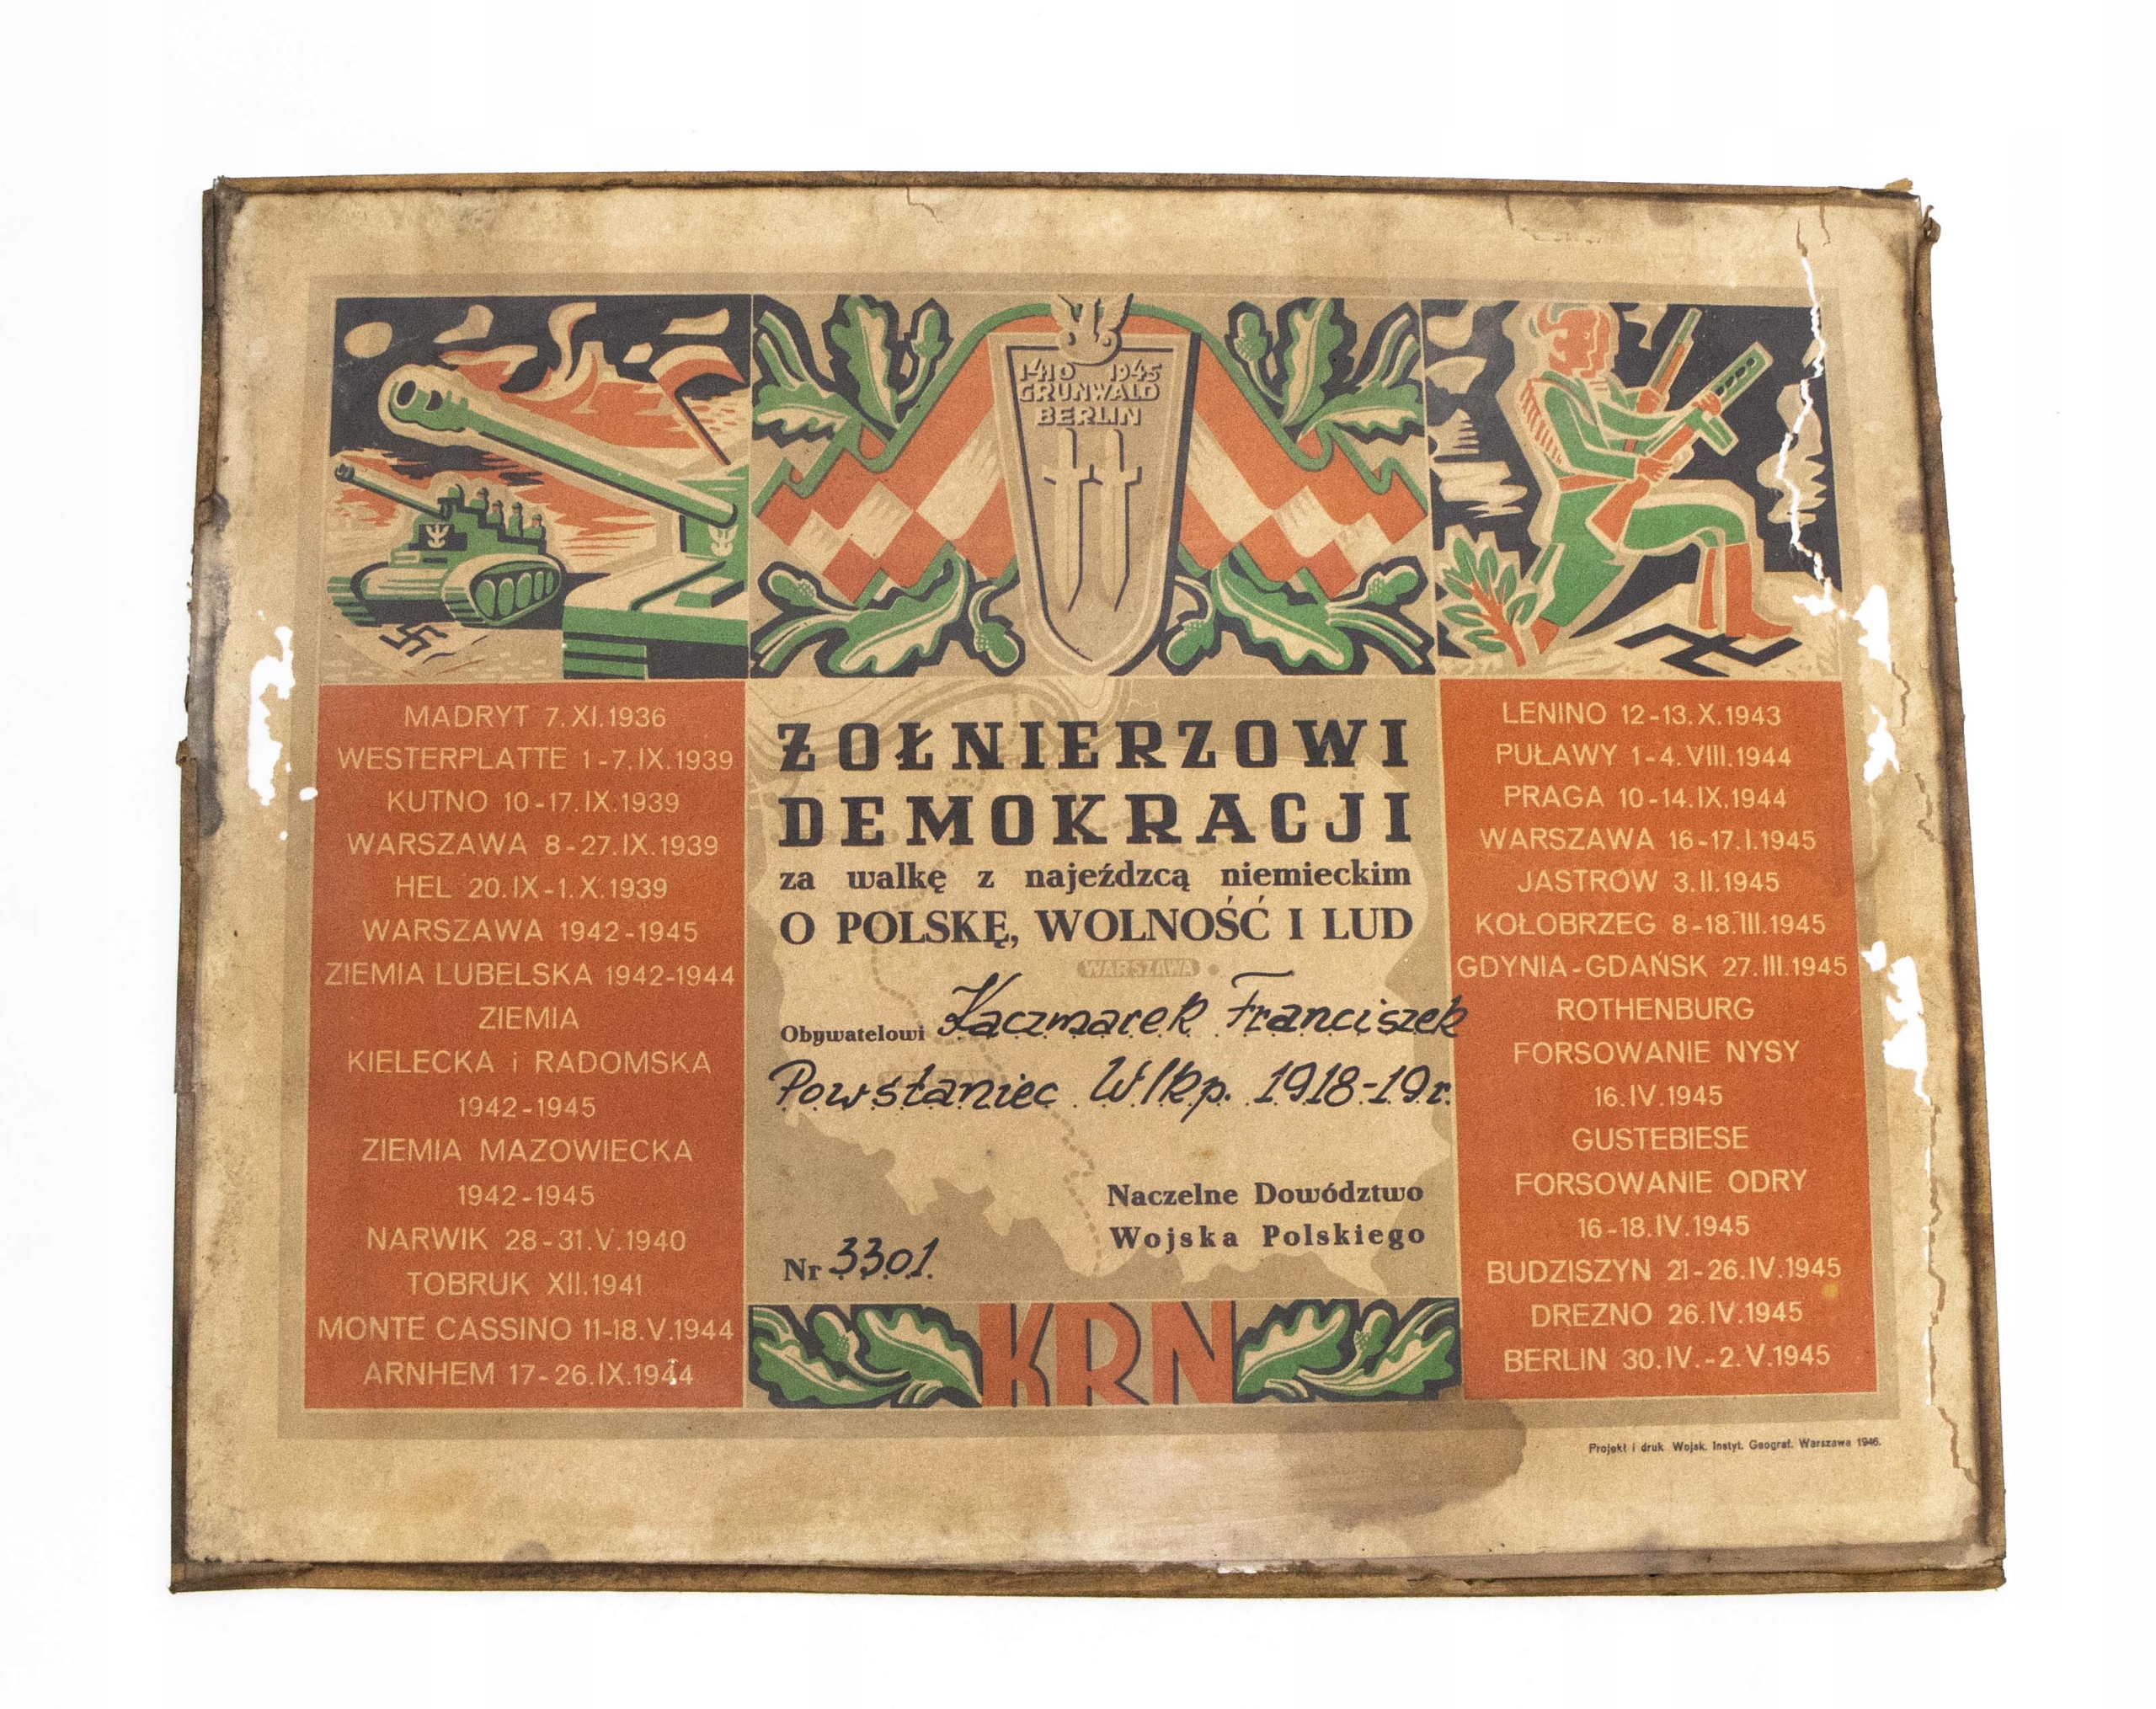 1410 1945
GRUNWALD
BERLIN
MADRYT 7.XI.1936
WESTERPLATTE 1-7.IX.1939
KUTNO 10-17.IX.1939
WARSZAWA 8-27.IX.1939
HEL 20.IX-1.X.1939
WARSZAWA 1942-1945
ZIEMIA LUBELSKA 1942-1944
ZIEMIA
KIELECKA i RADOMSKA
1942-1945
ZIEMIA MAZOWIECKA
1942-1945
NARWIK 28-31.V.1940
TOBRUK XII.1941
MONTE CASSINO 11-18.V.1944
ARNHEM 17-26.IX.1944
ŻOŁNIERZOWI
DEMOKRACJI
za walkę z najeźdzcą niemieckim
O POLSKĘ, WOLNOŚĆ I LUD
WARSZAWA
Obywatelowi Kaczmarek Franciszek
Powstaniec Wlkp. 1918-19r.
Naczelne Dowództwo
Wojska Polskiego
Nr 3301.
KRN
LENINO 12-13.X.1943
PUŁAWY 1-4.VIII.1944
PRAGA 10-14.IX.1944
WARSZAWA 16-17.I.1945
JASTRÓW 3.II.1945
KOŁOBRZEG 8-18.III.1945
GDYNIA-GDAŃSK 27.III.1945
ROTHENBURG
FORSOWANIE NYSY
16.IV.1945
GUSTEBIESE
FORSOWANIE ODRY
16-18.IV.1945
BUDZISZYN 21-26.IV.1945
DREZNO 26.IV.1945
BERLIN 30.IV.-2.V.1945
Projekt i druk Wojsk. Instyt. Geograf. Warszawa 1946.